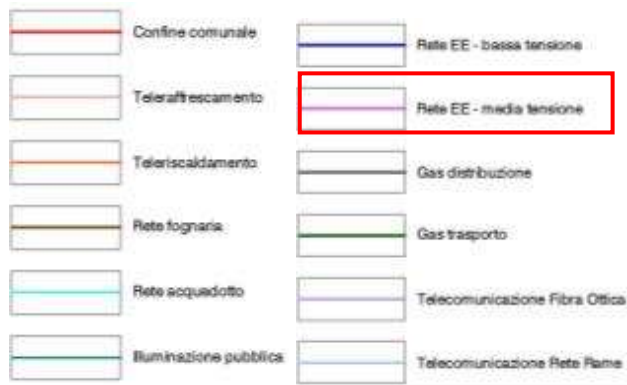 Confine comunale
Teleraffrescamento
Teleriscaldamento
Rete fognaria
Rete acquedotto
Illuminazione pubblica
Rete EE - bassa tensione
Rete EE - media tensione
Gas distribuzione
Gas trasporto
Telecomunicazione Fibra Ottica
Telecomunicazione Rete Rame